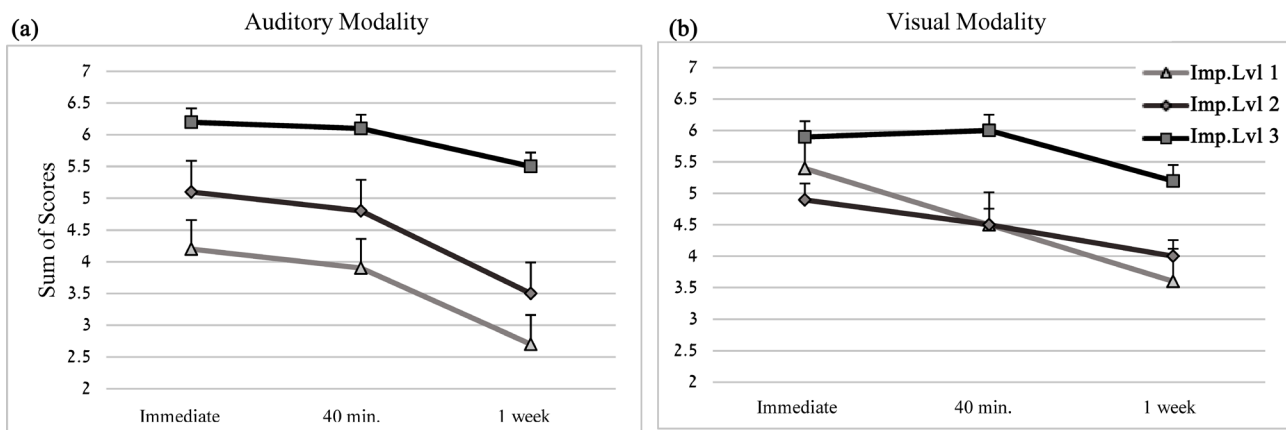 (a)
Auditory Modality
Sum of Scores
7
6.5
6
5.5
5
4.5
4
3.5
3
2.5
2
Immediate
40 min.
1 week
(b)
Visual Modality
7
6.5
6
5.5
5
4.5
4
3.5
3
2.5
2
Imp.Lvl 1
Imp.Lvl 2
Imp.Lvl 3
Immediate
40 min.
1 week